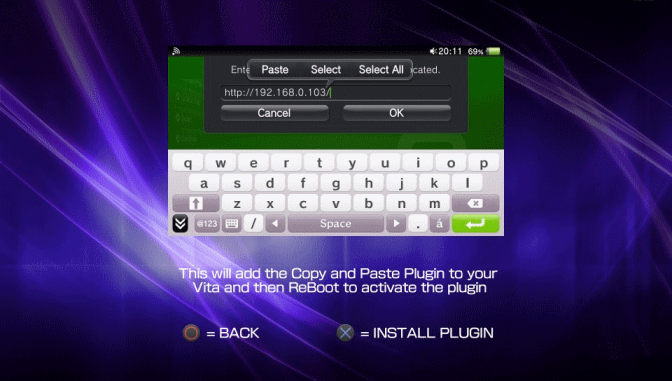 20:11 69%
Ente
icated.
Paste Select Select All
http://192.168.0.103/
Cancel OK
q w e r t y u i o p
a s d f g h j k l
z x c v b n m
@123 / Space . á
This will add the Copy and Paste Plugin to your
Vita and then ReBoot to activate the plugin
= BACK = INSTALL PLUGIN